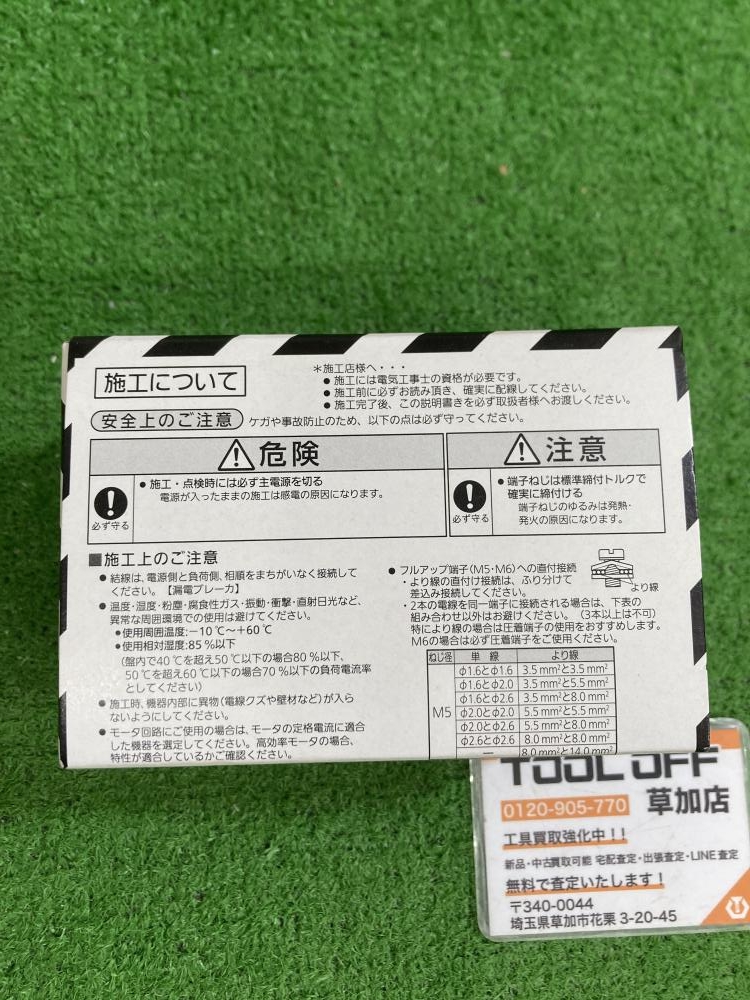 施工について
*施工店様へ・・・
● 施工には電気工事士の資格が必要です。
● 施工前に必ずお読み頂き、確実に配線してください。
● 施工完了後、この説明書きを必ず取扱者様へお渡しください。
安全上のご注意 ケガや事故防止のため、以下の点は必ず守ってください。
危険
必ず守る
● 施工・点検時には必ず主電源を切る
電源が入ったままの施工は感電の原因になります。
注意
必ず守る
● 端子ねじは標準締付トルクで
確実に締付ける
端子ねじのゆるみは発熱・
発火の原因になります。
■施工上のご注意
● 結線は、電源側と負荷側、相順をまちがいなく接続して
ください。【漏電ブレーカ】
● 温度・湿度・粉塵・腐食性ガス・振動・衝撃・直射日光など、
異常な周囲環境での使用は避けてください。
●使用周囲温度:−10℃〜+60℃
●使用相対湿度:85%以下
(盤内で40℃を超え50℃以下の場合80%以下、
50℃を超え60℃以下の場合70%以下の負荷電流率
としてください)
● 施工時、機器内部に異物(電線クズや壁材など)が入ら
ないようにしてください。
● モータ回路にご使用の場合は、モータの定格電流に適合
した機器を選定してください。高効率モータの場合、
特性が適合しているかご確認ください。
● フルアップ端子(M5・M6)への直付接続
・より線の直付け接続は、ふり分けて
差込み接続してください。
より線
・2本の電線を同一端子に接続される場合は、下表の
組み合わせ以外はお避けください。(3本以上は不可)
特により線の場合は圧着端子の使用をおすすめします。
M6の場合は必ず圧着端子をご使用ください。
ねじ径 単線 より線
M5
φ1.6とφ1.6 3.5mm²と3.5mm²
φ1.6とφ2.0 3.5mm²と5.5mm²
φ1.6とφ2.6 3.5mm²と8.0mm²
φ2.0とφ2.0 5.5mm²と5.5mm²
φ2.0とφ2.6 5.5mm²と8.0mm²
φ2.6とφ2.6 8.0mm²と8.0mm²
— 8.0mm²と14.0mm²
TOOL OFF
0120-905-770 草加店
工具買取強化中!!
新品・中古買取可能 宅配査定・出張査定・LINE査定
無料で査定いたします!
〒340-0044
埼玉県草加市花栗 3-20-45